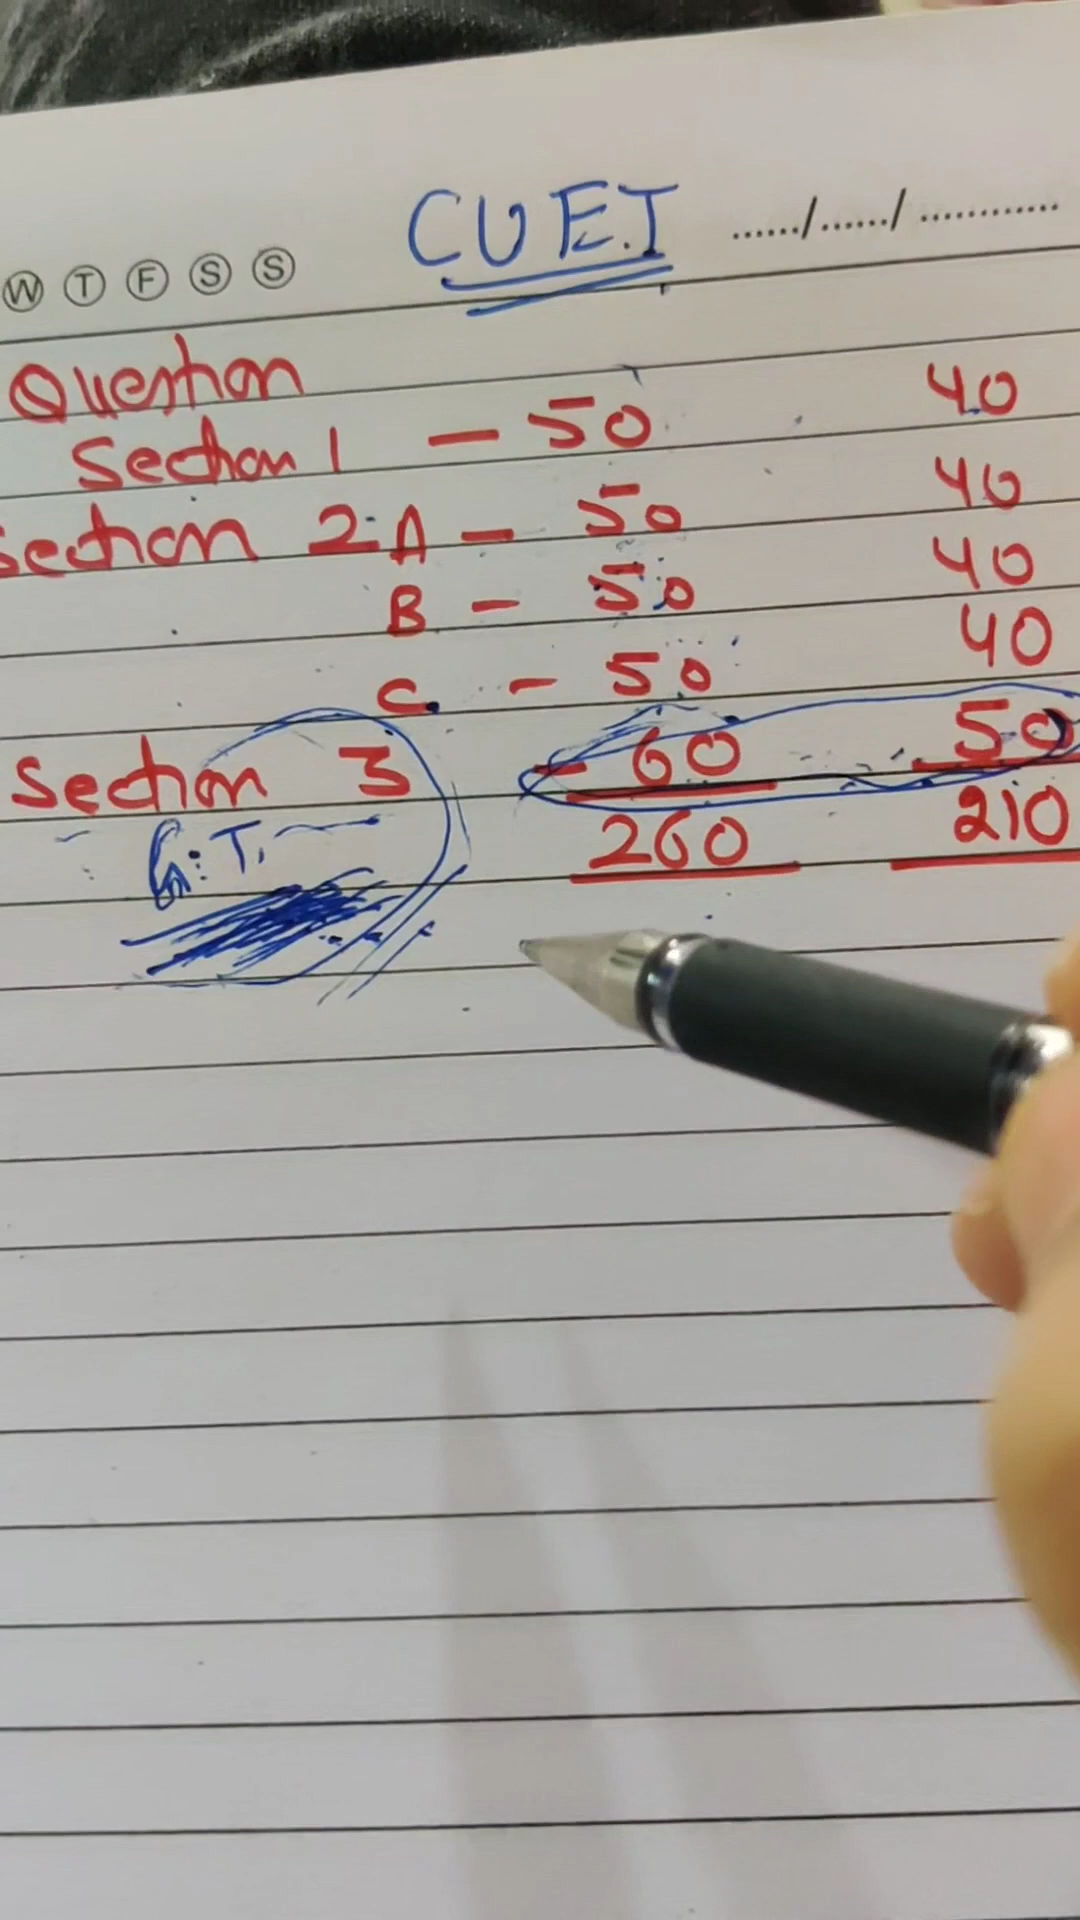 CUET ....../....../............
W T F S S
Question
Section 1 - 50 40
Section 2.A - 50 40
B - 50 40
C. - 50 40
Section 3 - 60 50
G.T.
260 210